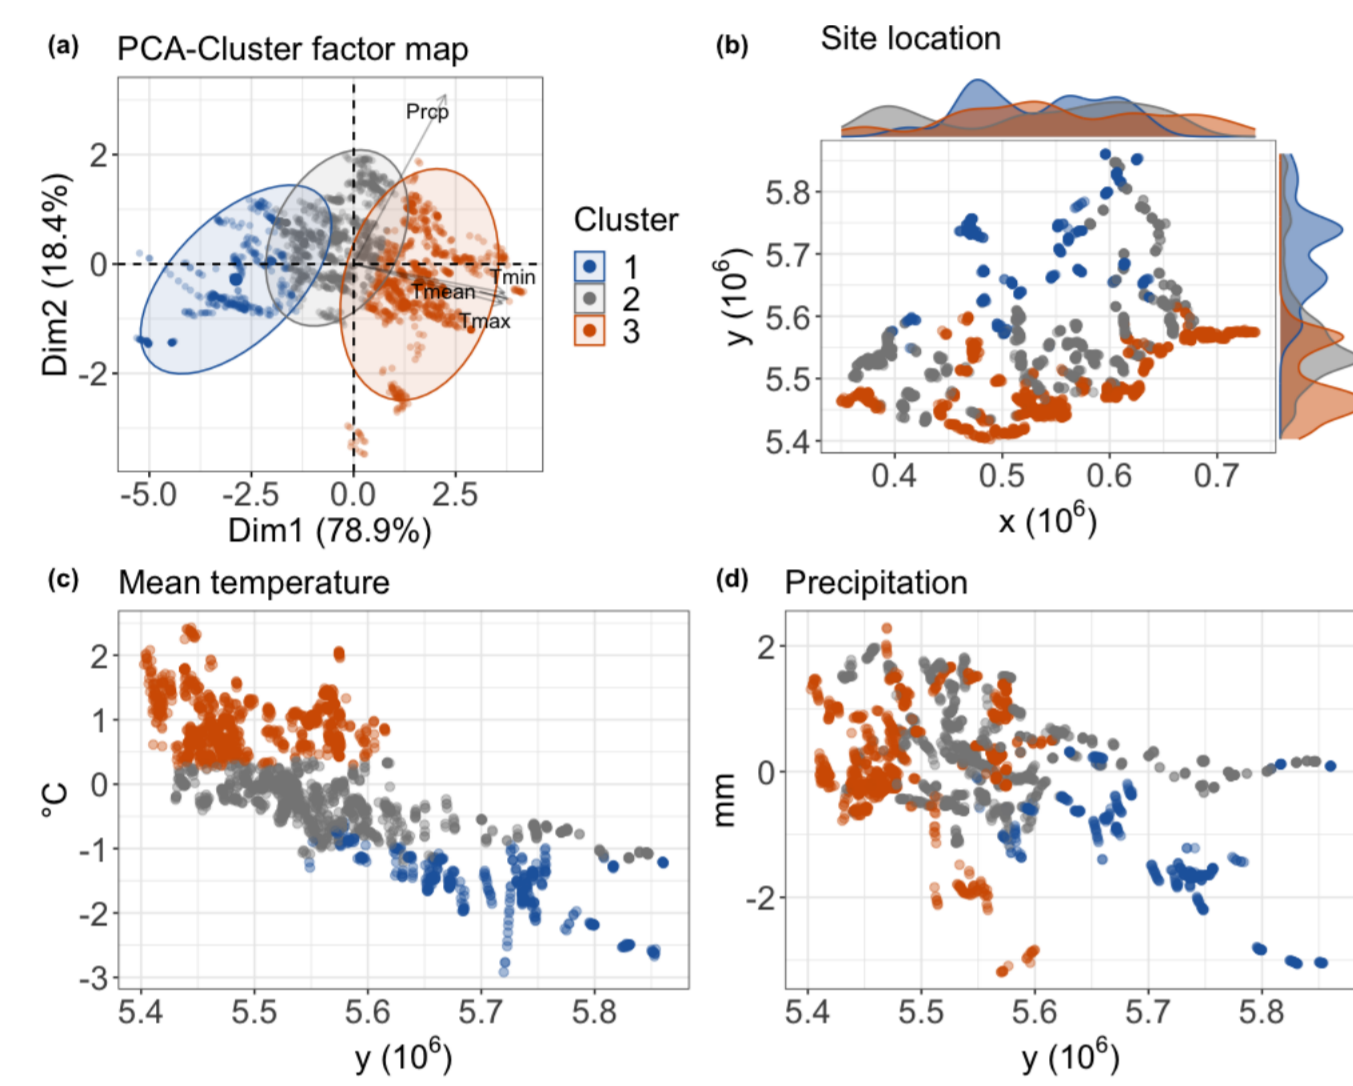 (a) PCA-Cluster factor map
Prcp
Tmin
Tmean
Tmax
2
0
-2
Dim2 (18.4%)
-5.0 -2.5 0.0 2.5
Dim1 (78.9%)
Cluster
1
2
3
(b) Site location
5.8
5.7
5.6
5.5
5.4
y (10⁶)
0.4 0.5 0.6 0.7
x (10⁶)
(c) Mean temperature
2
1
0
-1
-2
-3
°C
5.4 5.5 5.6 5.7 5.8
y (10⁶)
(d) Precipitation
2
0
-2
mm
5.4 5.5 5.6 5.7 5.8
y (10⁶)